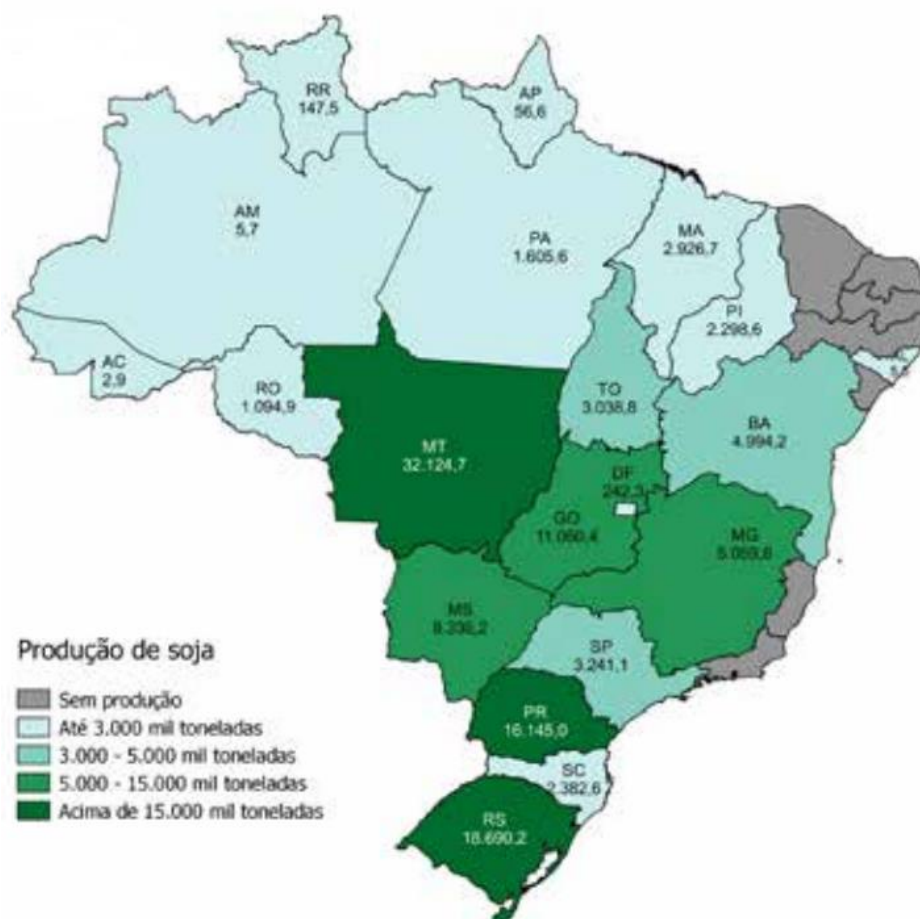 RR
147,5
AP
56,6
AM
5,7
PA
1.605,6
MA
2.926,7
PI
2.298,6
AC
2,9
RO
1.094,9
TO
3.038,8
BA
4.994,2
MT
32.124,7
DF
242,3
GO
11.060,4
MG
5.059,6
MS
SP
3.241,1
PR
16.145,0
SC
2.382,6
RS
18.690,2
Produção de soja
Sem produção
Até 3.000 mil toneladas
3.000 - 5.000 mil toneladas
5.000 - 15.000 mil toneladas
Acima de 15.000 mil toneladas